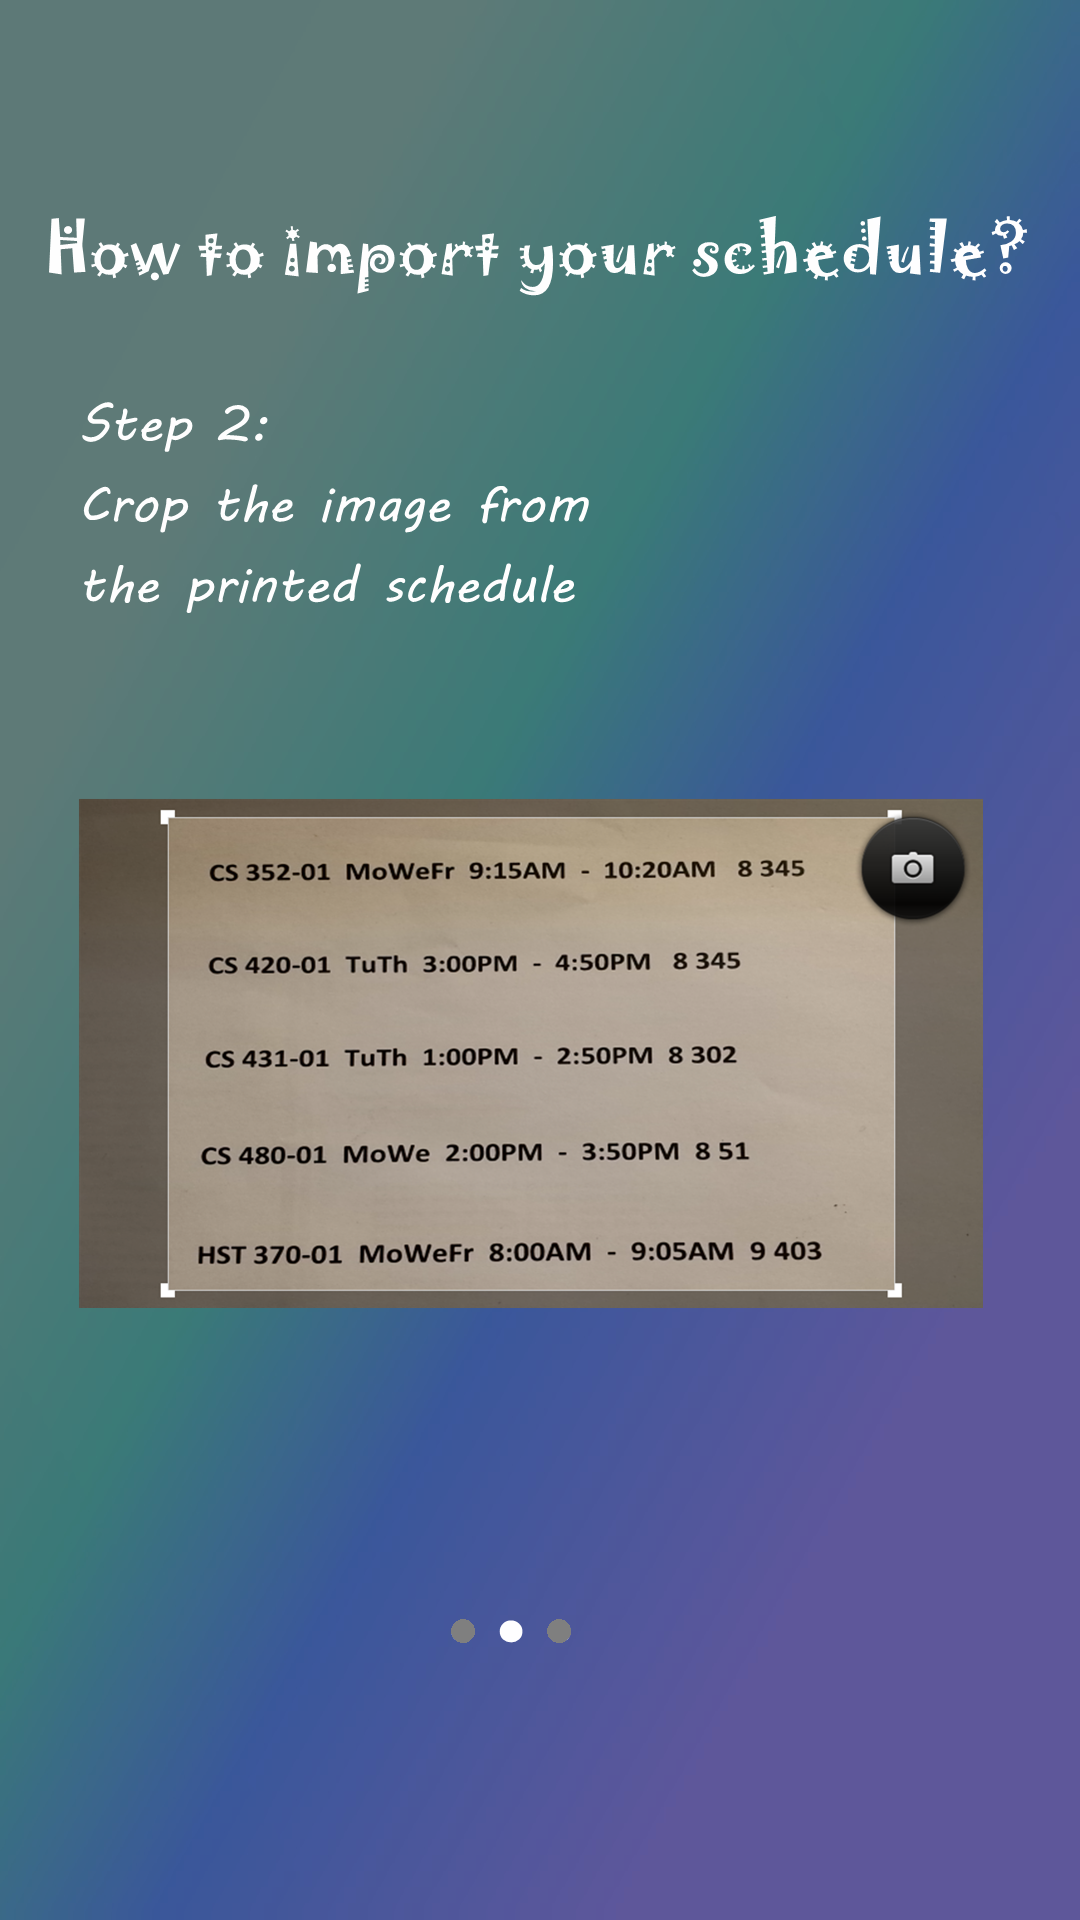 How to import your schedule?
Step 2:
Crop the image from
the printed schedule
CS 352-01 MoWeFr 9:15AM - 10:20AM 8 345
CS 420-01 TuTh 3:00PM - 4:50PM 8 345
CS 431-01 TuTh 1:00PM - 2:50PM 8 302
CS 480-01 MoWe 2:00PM - 3:50PM 8 51
HST 370-01 MoWeFr 8:00AM - 9:05AM 9 403